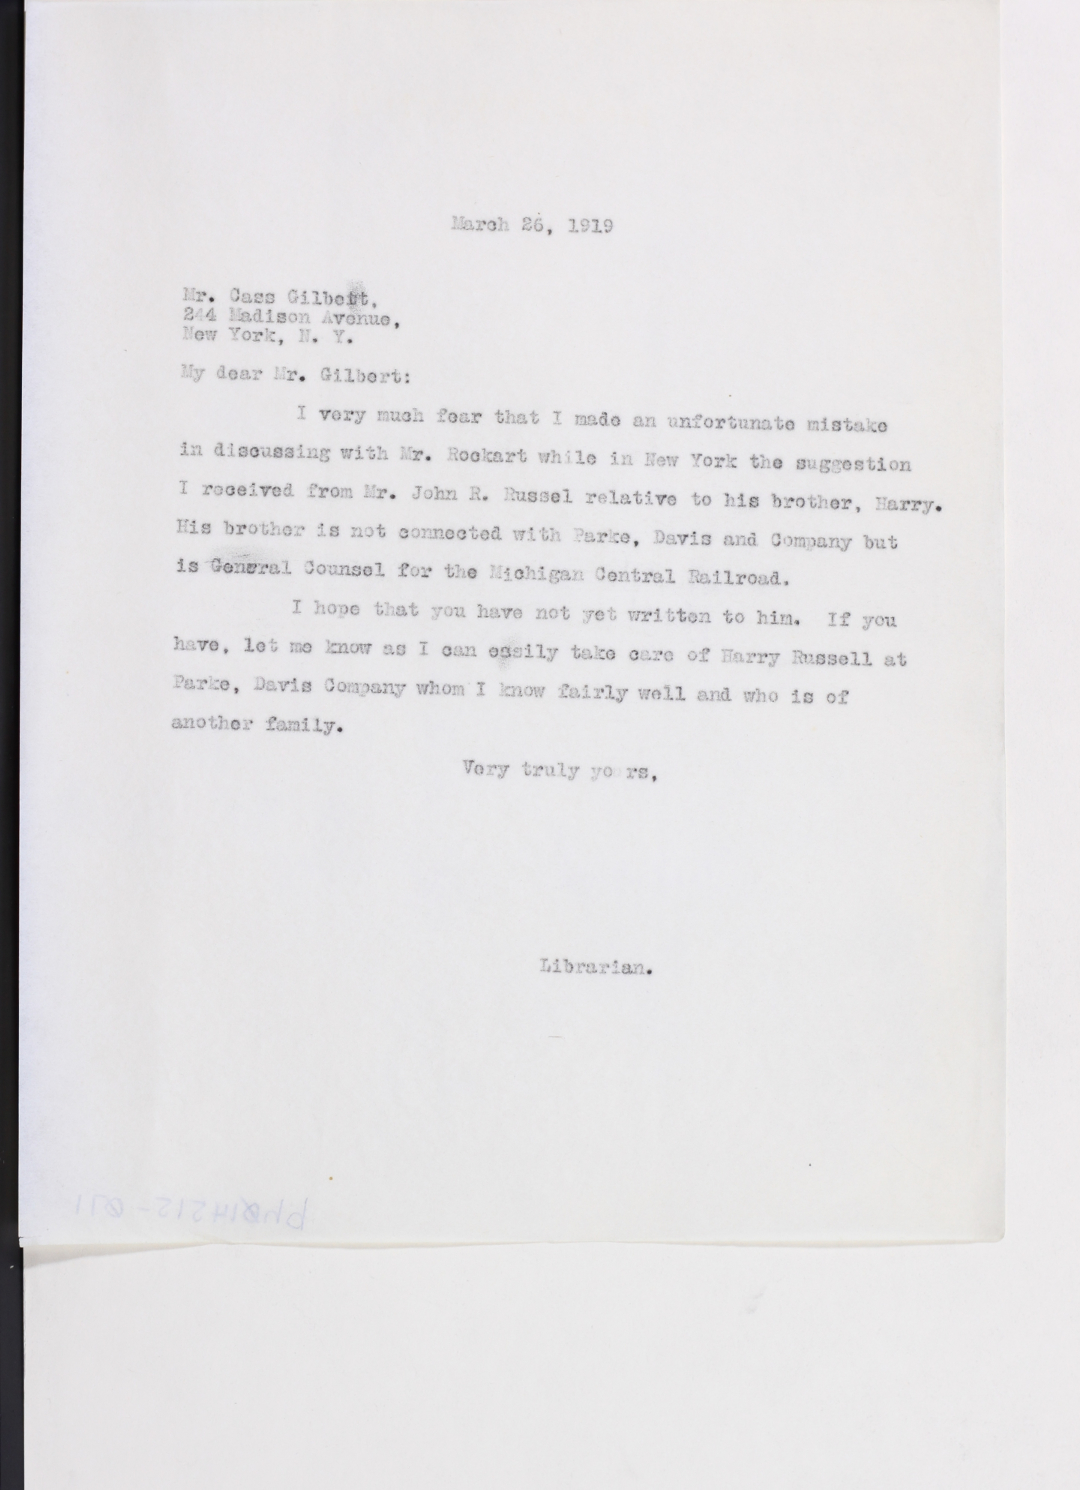 March 26, 1919
Mr. Cass Gilbert,
244 Madison Avenue,
New York, N. Y.
My dear Mr. Gilbert:
I very much fear that I made an unfortunate mistake
in discussing with Mr. Rockart while in New York the suggestion
I received from Mr. John R. Russel relative to his brother, Harry.
His brother is not connected with Parke, Davis and Company but
is General Counsel for the Michigan Central Railroad.
I hope that you have not yet written to him. If you
have, let me know as I can easily take care of Harry Russell at
Parke, Davis Company whom I know fairly well and who is of
another family.
Very truly yo rs,
Librarian.